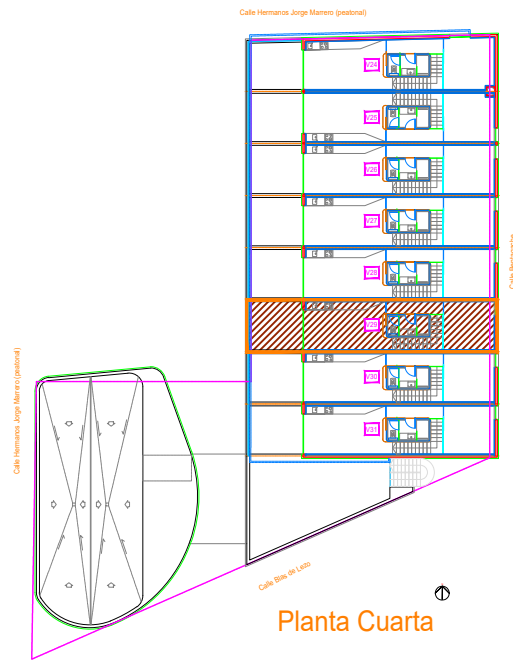 Calle Hermanos Jorge Marrero (peatonal)
V24
V25
V26
V27
V28
V29
V30
V31
Calle Hermanos Jorge Marrero (peatonal)
Calle Blas de Lezo
Planta Cuarta